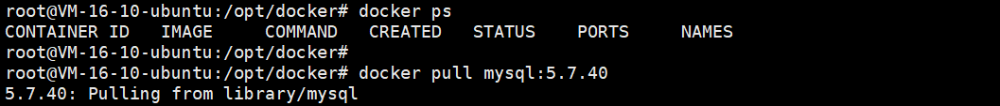 root@VM-16-10-ubuntu:/opt/docker# docker ps
CONTAINER ID   IMAGE     COMMAND   CREATED   STATUS    PORTS     NAMES
root@VM-16-10-ubuntu:/opt/docker#
root@VM-16-10-ubuntu:/opt/docker# docker pull mysql:5.7.40
5.7.40: Pulling from library/mysql